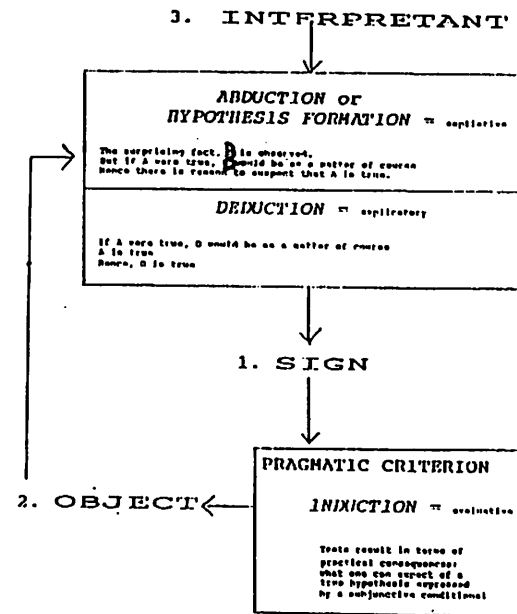 3. INTERPRETANT
ABDUCTION or
HYPOTHESIS FORMATION =
The surprising fact, B is observed,
But if A were true, B would be as a matter of course
Hence there is reason to suspect that A is true.
DEDUCTION = explicatory
If A were true, B would be as a matter of course
A is true
Hence, B is true
1. SIGN
PRAGMATIC CRITERION
INDUCTION = evaluative
Tests result in terms of
practical consequences:
what one can expect of a
true hypothesis expressed
by a subjunctive conditional
2. OBJECT